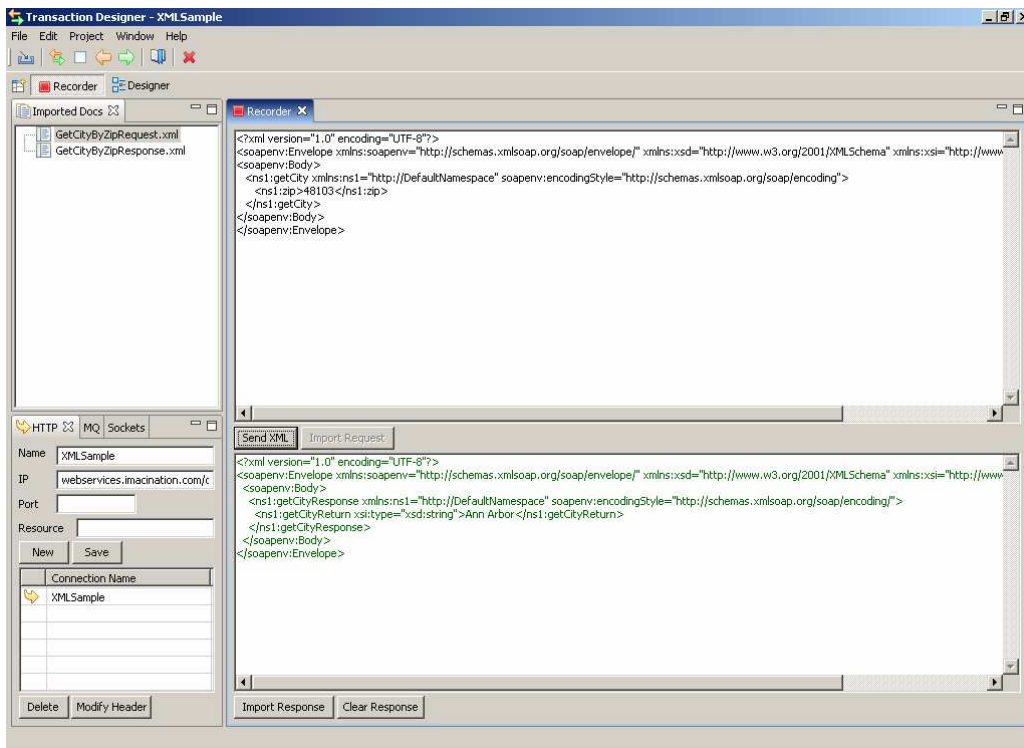 Transaction Designer - XMLSample
File Edit Project Window Help
Recorder Designer
Imported Docs
GetCityByZipRequest.xml
GetCityByZipResponse.xml
Recorder
<?xml version="1.0" encoding="UTF-8"?>
<soapenv:Envelope xmlns:soapenv="http://schemas.xmlsoap.org/soap/envelope/" xmlns:xsd="http://www.w3.org/2001/XMLSchema" xmlns:xsi="http://www
<soapenv:Body>
<ns1:getCity xmlns:ns1="http://DefaultNamespace" soapenv:encodingStyle="http://schemas.xmlsoap.org/soap/encoding">
<ns1:zip>48103</ns1:zip>
</ns1:getCity>
</soapenv:Body>
</soapenv:Envelope>
Send XML Import Request
<?xml version="1.0" encoding="UTF-8"?>
<soapenv:Envelope xmlns:soapenv="http://schemas.xmlsoap.org/soap/envelope/" xmlns:xsd="http://www.w3.org/2001/XMLSchema" xmlns:xsi="http://www
<soapenv:Body>
<ns1:getCityResponse xmlns:ns1="http://DefaultNamespace" soapenv:encodingStyle="http://schemas.xmlsoap.org/soap/encoding/">
<ns1:getCityReturn xsi:type="xsd:string">Ann Arbor</ns1:getCityReturn>
</ns1:getCityResponse>
</soapenv:Body>
</soapenv:Envelope>
Import Response Clear Response
HTTP MQ Sockets
Name XMLSample
IP webservices.imacination.com/c
Port
Resource
New Save
Connection Name
XMLSample
Delete Modify Header